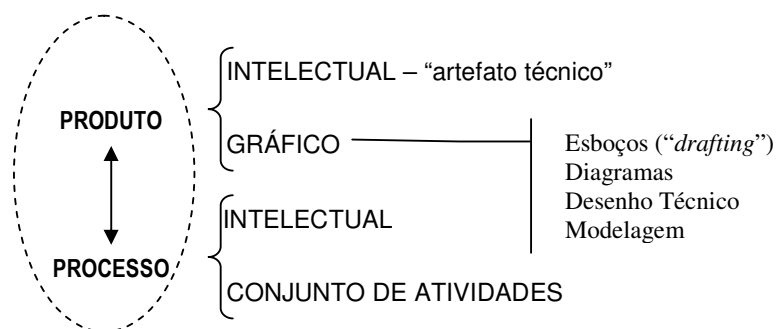 INTELECTUAL – “artefato técnico”
PRODUTO
GRÁFICO
Esboços (“drafting”)
Diagramas
Desenho Técnico
Modelagem
INTELECTUAL
PROCESSO
CONJUNTO DE ATIVIDADES